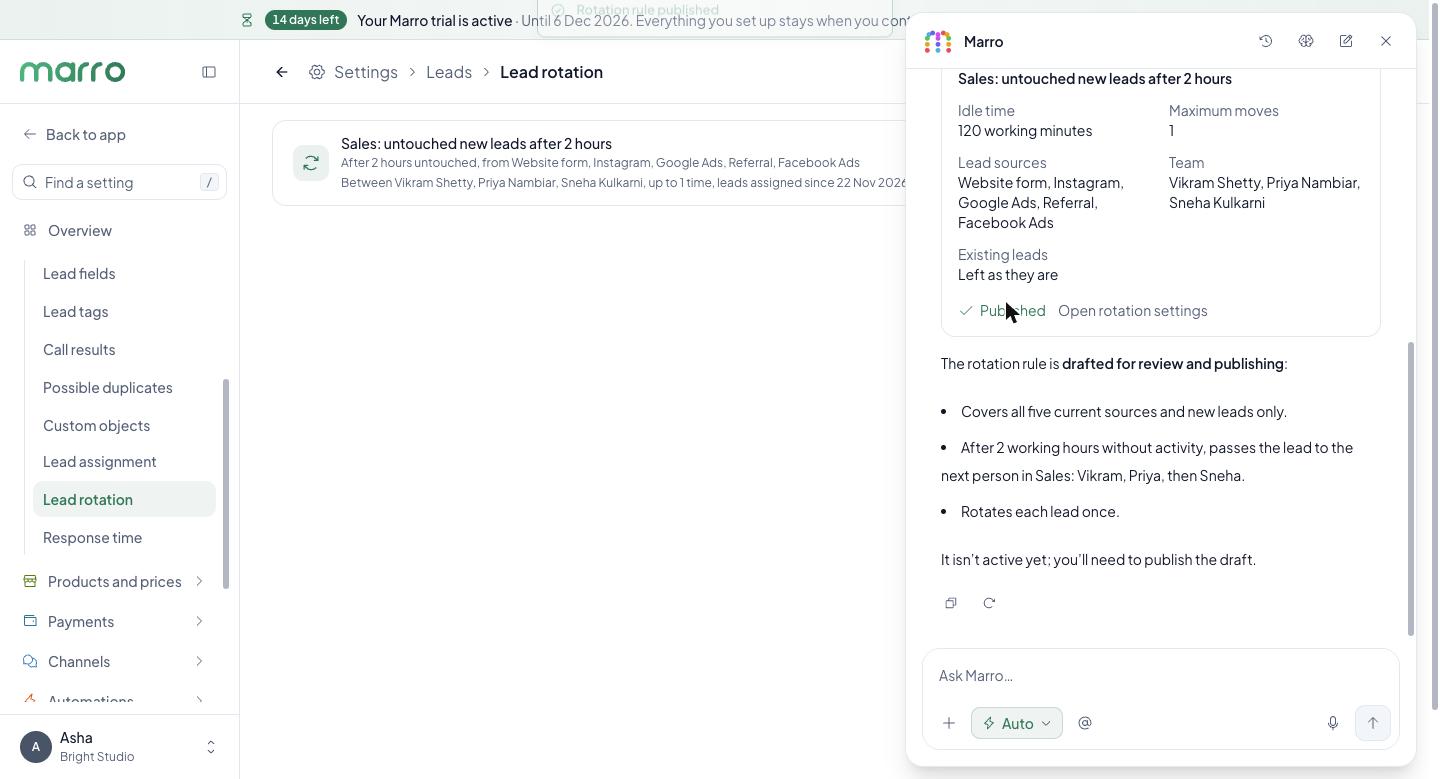 Rotation rule published
14 days left
Your Marro trial is active · Until 6 Dec 2026. Everything you set up stays when you con
marro
Settings > Leads > Lead rotation
Back to app
Find a setting /
Overview
Lead fields
Lead tags
Call results
Possible duplicates
Custom objects
Lead assignment
Lead rotation
Response time
Products and prices
Payments
Channels
Automations
A
Asha
Bright Studio
Sales: untouched new leads after 2 hours
After 2 hours untouched, from Website form, Instagram, Google Ads, Referral, Facebook Ads
Between Vikram Shetty, Priya Nambiar, Sneha Kulkarni, up to 1 time, leads assigned since 22 Nov 2026
Marro
Sales: untouched new leads after 2 hours
Idle time
120 working minutes
Maximum moves
1
Lead sources
Website form, Instagram,
Google Ads, Referral,
Facebook Ads
Team
Vikram Shetty, Priya Nambiar,
Sneha Kulkarni
Existing leads
Left as they are
Published Open rotation settings
The rotation rule is drafted for review and publishing:
• Covers all five current sources and new leads only.
• After 2 working hours without activity, passes the lead to the
next person in Sales: Vikram, Priya, then Sneha.
• Rotates each lead once.
It isn't active yet; you'll need to publish the draft.
Ask Marro…
Auto